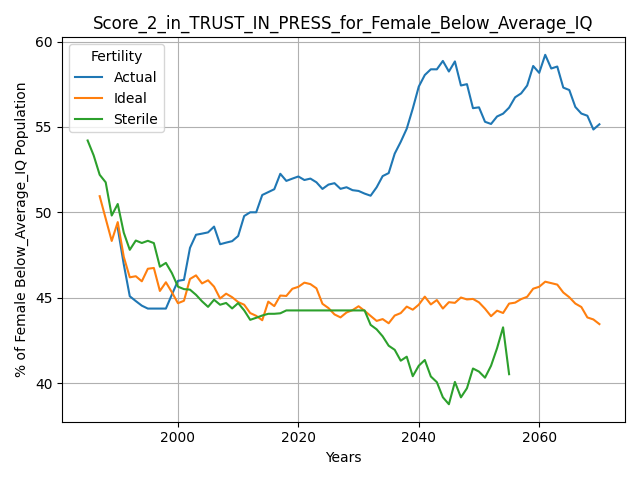 Score_2_in_TRUST_IN_PRESS_for_Female_Below_Average_IQ
% of Female Below_Average_IQ Population
60
55
50
45
40
Fertility
Actual
Ideal
Sterile
2000
2020
2040
2060
Years